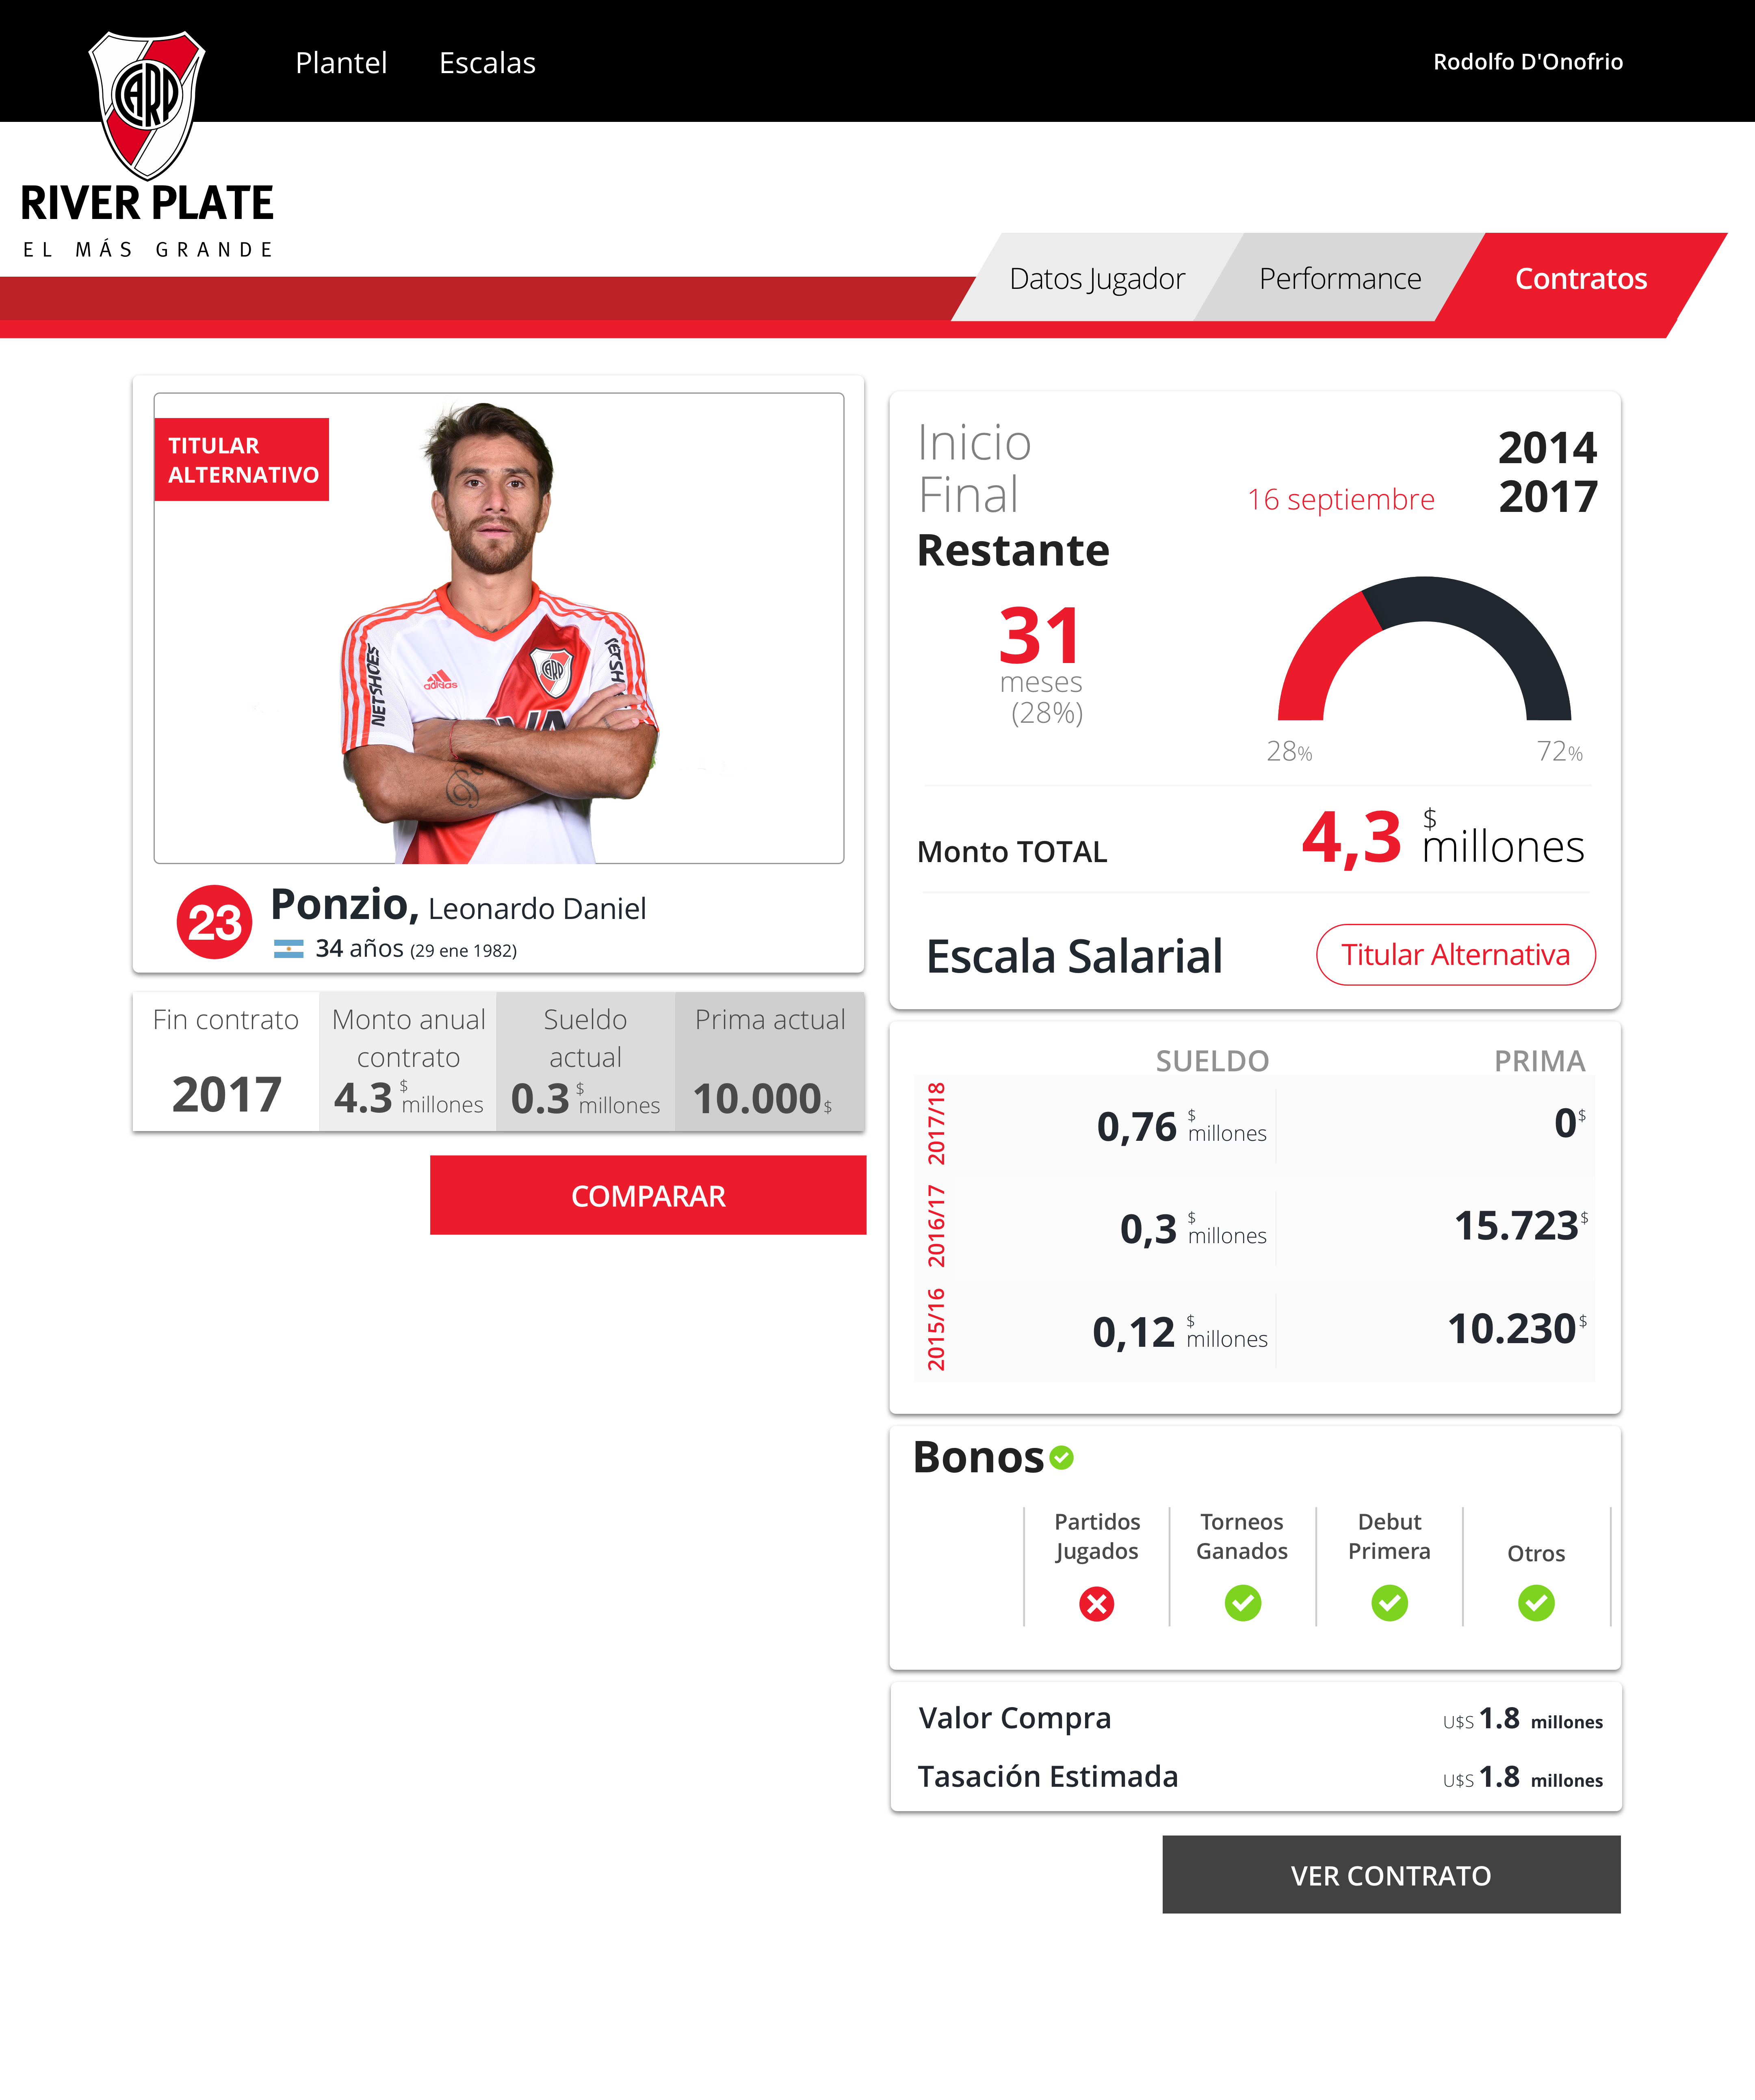 Plantel
Escalas
Rodolfo D'Onofrio
CARP
RIVER PLATE
EL MÁS GRANDE
Datos Jugador
Performance
Contratos
TITULAR
ALTERNATIVO
NETSHOES
adidas
CARP
23
Ponzio, Leonardo Daniel
34 años (29 ene 1982)
Fin contrato
2017
Monto anual
contrato
4.3 $ millones
Sueldo
actual
0.3 $ millones
Prima actual
10.000 $
COMPARAR
Inicio 2014
Final 16 septiembre 2017
Restante
31
meses
(28%)
28%
72%
Monto TOTAL 4,3 $ millones
Escala Salarial Titular Alternativa
SUELDO PRIMA
2017/18 0,76 $ millones 0 $
2016/17 0,3 $ millones 15.723 $
2015/16 0,12 $ millones 10.230 $
Bonos
Partidos
Jugados
Torneos
Ganados
Debut
Primera
Otros
Valor Compra U$S 1.8 millones
Tasación Estimada U$S 1.8 millones
VER CONTRATO